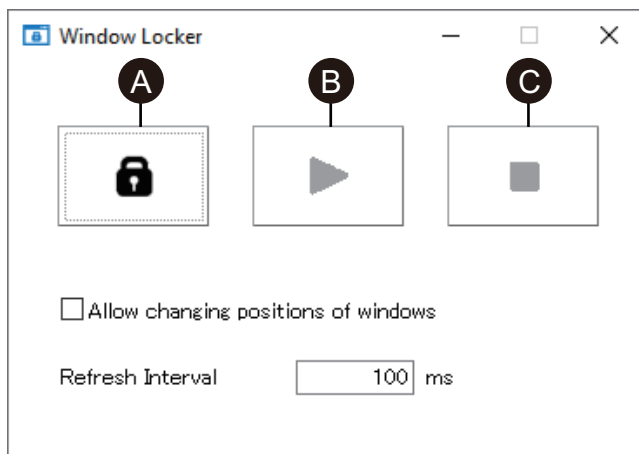 Window Locker
A B C
Allow changing positions of windows
Refresh Interval 100 ms